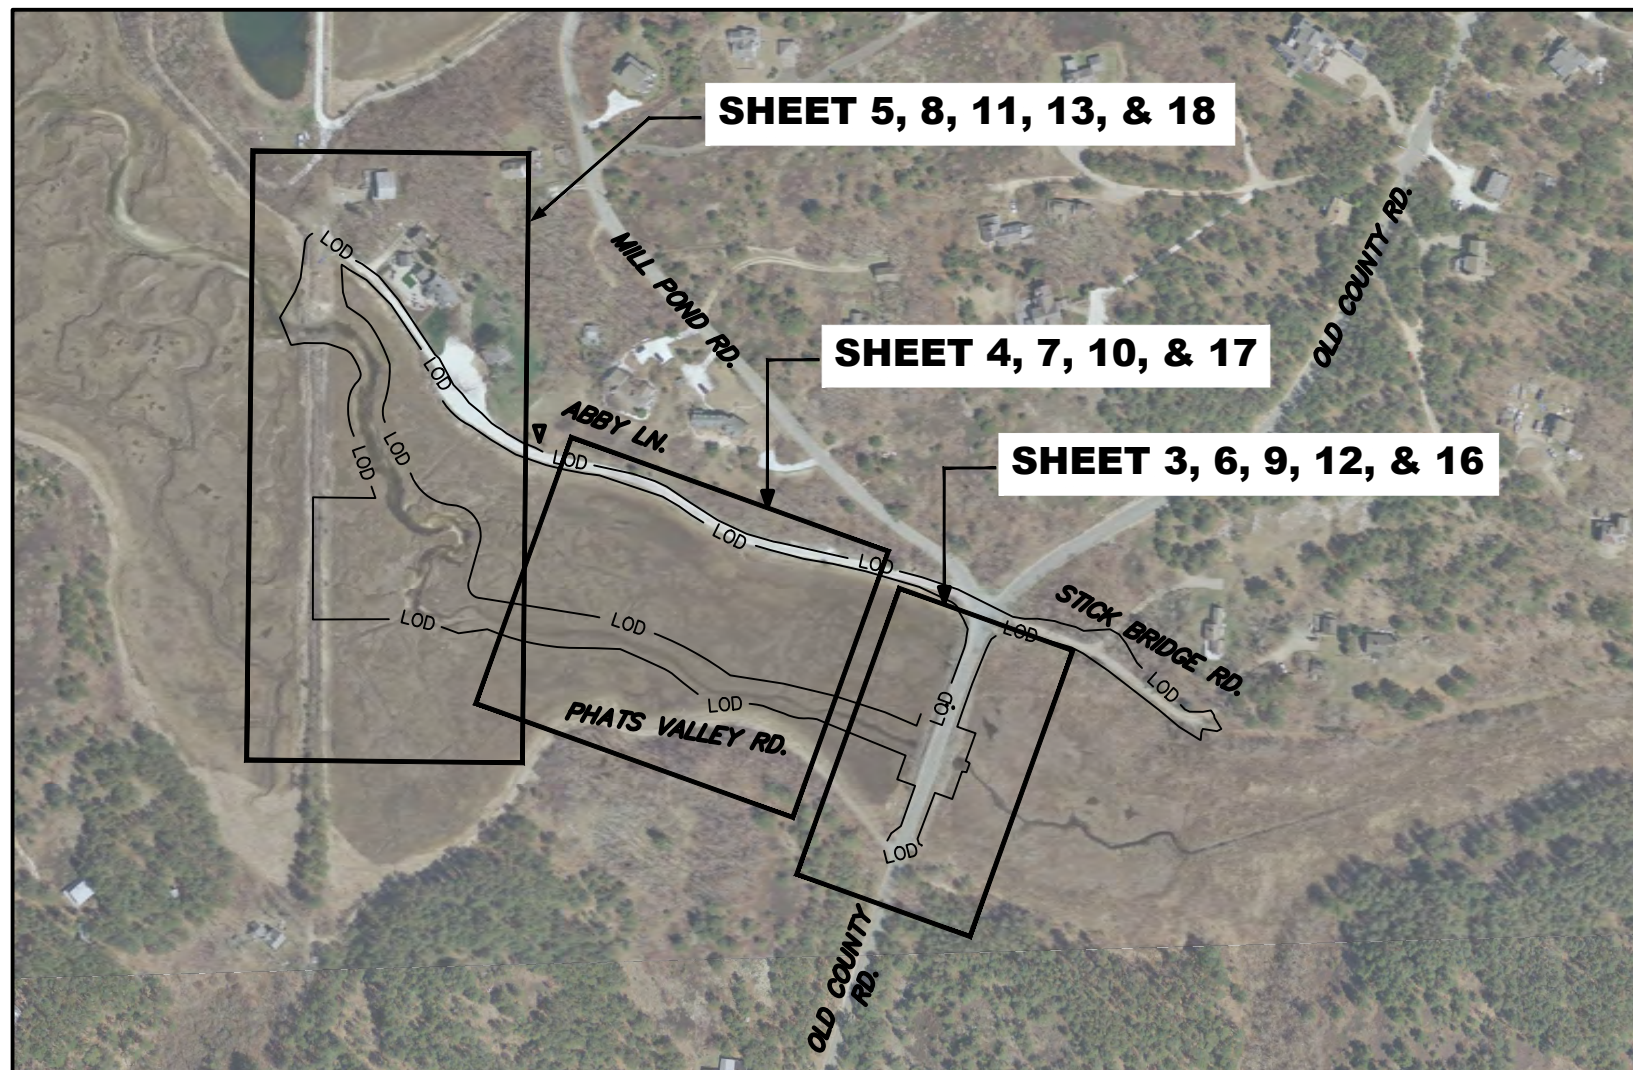 SHEET 5, 8, 11, 13, & 18
MILL POND RD.
OLD COUNTY RD.
LOD
SHEET 4, 7, 10, & 17
LOD
ABBY LN.
SHEET 3, 6, 9, 12, & 16
LOD
LOD
LOD
LOD
LOD
STICK BRIDGE RD.
LOD
LOD
LOD
LOD
LOD
LOD
PHATS VALLEY RD.
LOD
OLD COUNTY
RD.